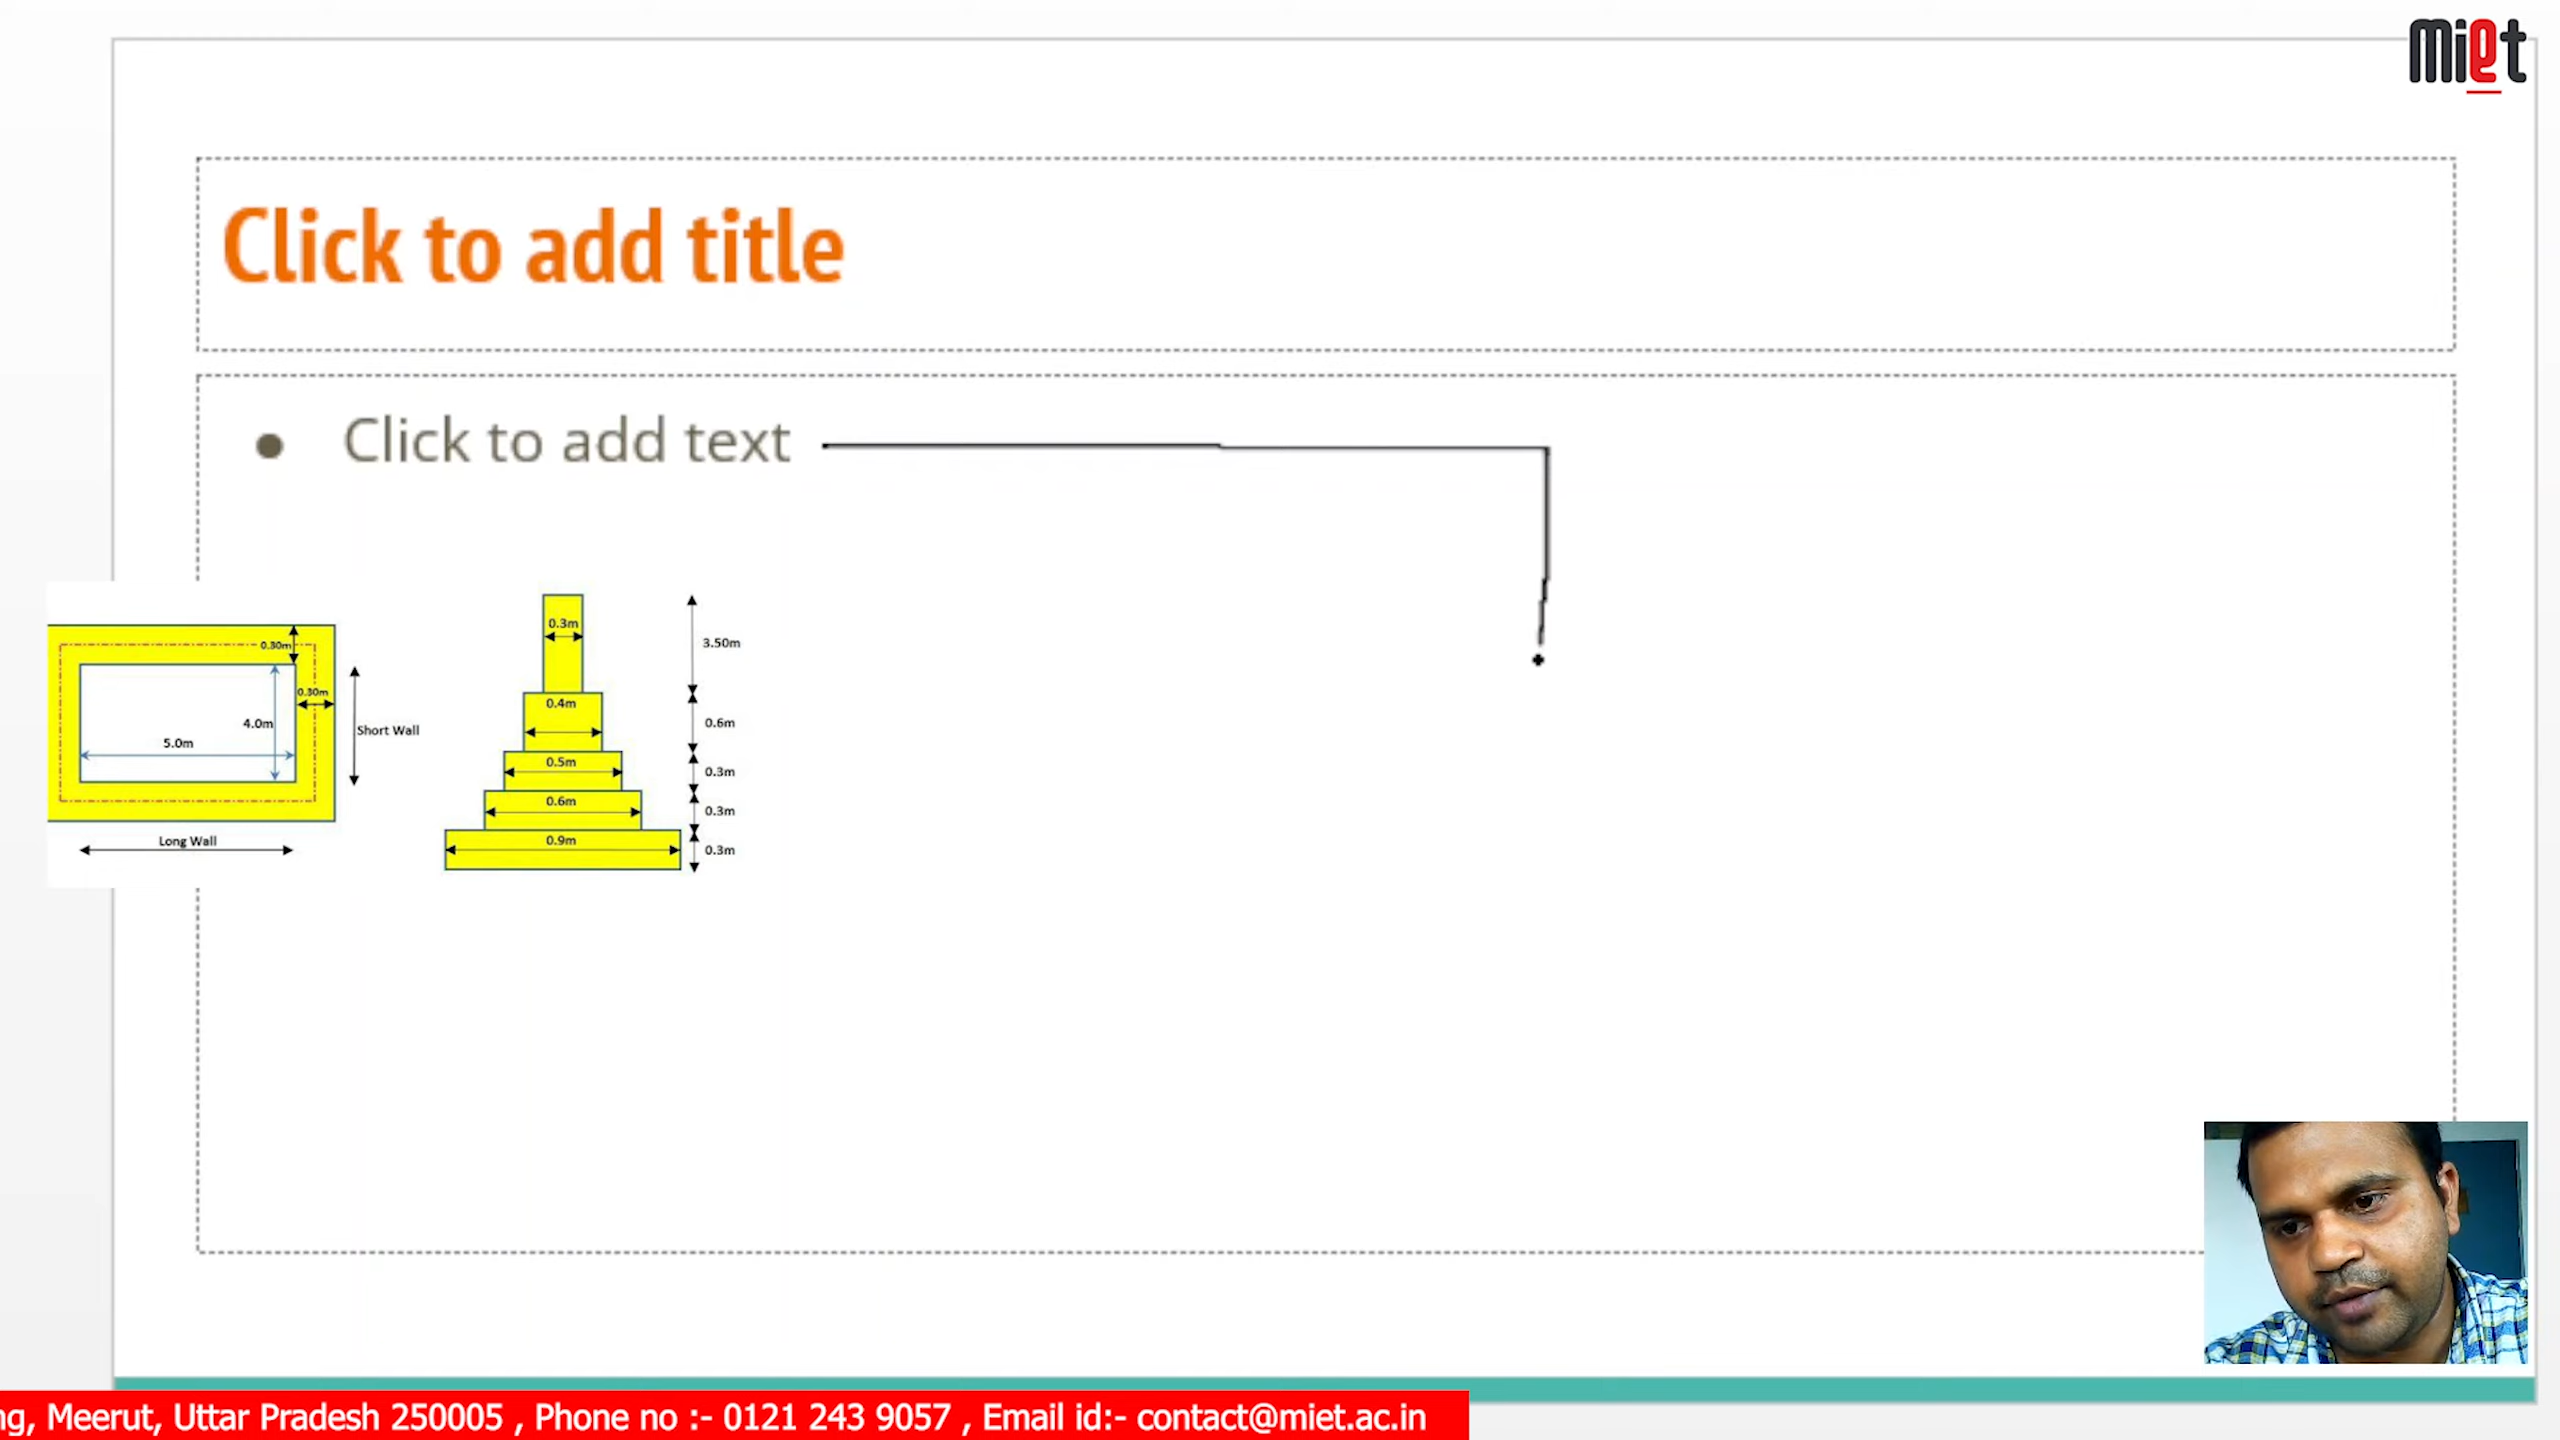 miet
Click to add title
Click to add text
0.30m
0.30m
4.0m
5.0m
Short Wall
Long Wall
0.3m
3.50m
0.4m
0.6m
0.5m
0.3m
0.6m
0.3m
0.9m
0.3m
ng, Meerut, Uttar Pradesh 250005 , Phone no :- 0121 243 9057 , Email id:- contact@miet.ac.in